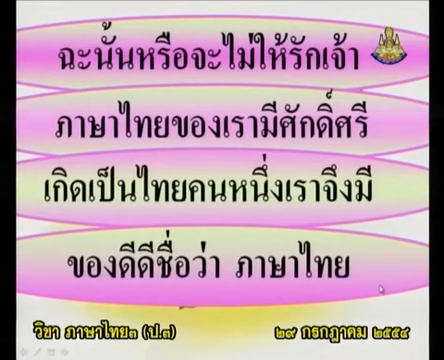 ฉะนั้นหรือจะไม่ให้รักเจ้า
ภาษาไทยของเรามีศักดิ์ศรี
เกิดเป็นไทยคนหนึ่งเราจึงมี
ของดีดีชื่อว่า ภาษาไทย
วิชา ภาษาไทย๓ (ป.๓) ๒๙ กรกฎาคม ๒๕๕๔